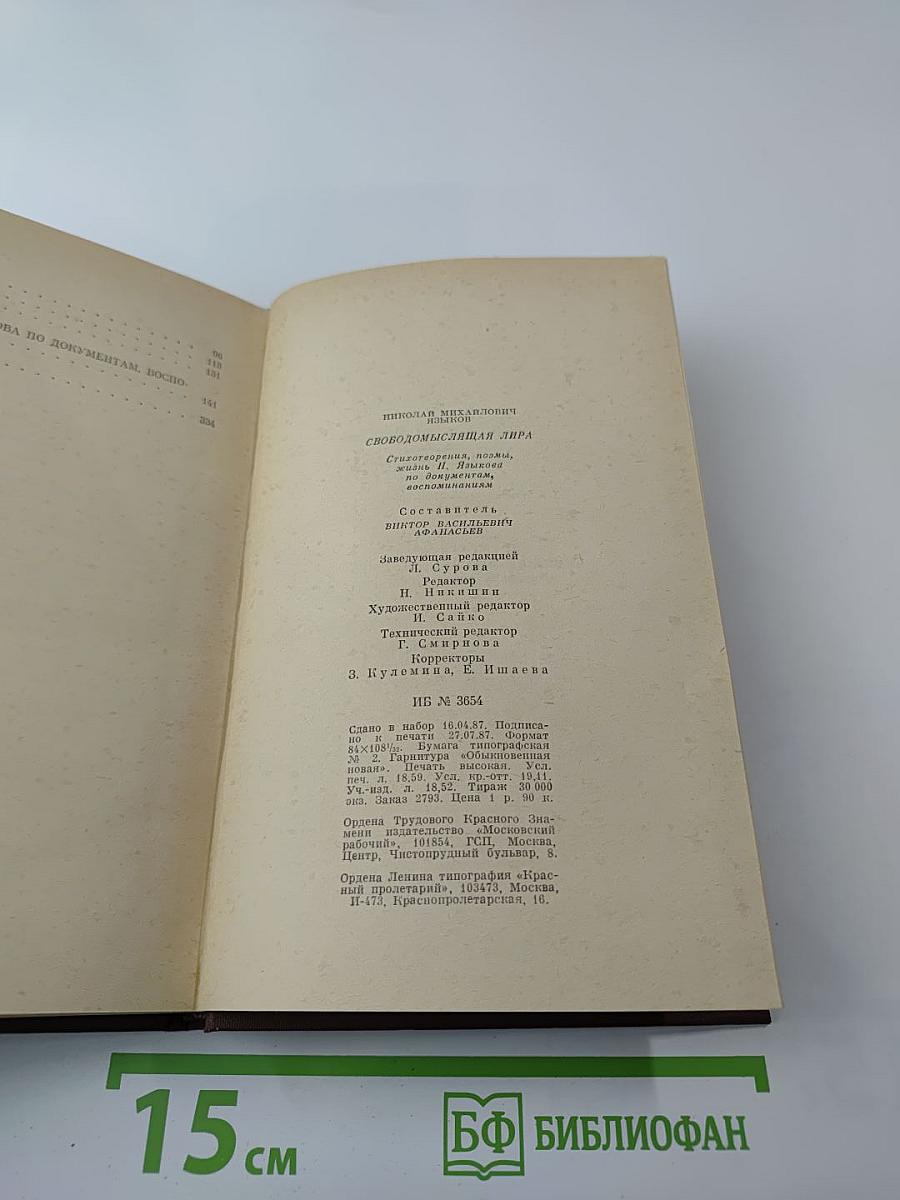 96
118
131
ОВА ПО ДОКУМЕНТАМ, ВОСПО-
141
334
НИКОЛАЙ МИХАЙЛОВИЧ
ЯЗЫКОВ
СВОБОДОМЫСЛЯЩАЯ ЛИРА
Стихотворения, поэмы,
жизнь Н. Языкова
по документам,
воспоминаниям
Составитель
ВИКТОР ВАСИЛЬЕВИЧ
АФАНАСЬЕВ
Заведующая редакцией
Л. Сурова
Редактор
Н. Никишин
Художественный редактор
И. Сайко
Технический редактор
Г. Смирнова
Корректоры
З. Кулемина, Е. Ишаева
ИБ № 3654
Сдано в набор 16.04.87. Подписа-
но к печати 27.07.87. Формат
84×108¹/₃₂. Бумага типографская
№ 2. Гарнитура «Обыкновенная
новая». Печать высокая. Усл.
печ. л. 18,59. Усл. кр.-отт. 19,11.
Уч.-изд. л. 18,52. Тираж 30 000
экз. Заказ 2793. Цена 1 р. 90 к.
Ордена Трудового Красного Зна-
мени издательство «Московский
рабочий», 101854, ГСП, Москва,
Центр, Чистопрудный бульвар, 8.
Ордена Ленина типография «Крас-
ный пролетарий», 103473, Москва,
И-473, Краснопролетарская, 16.
15 см
БФ БИБЛИОФАН